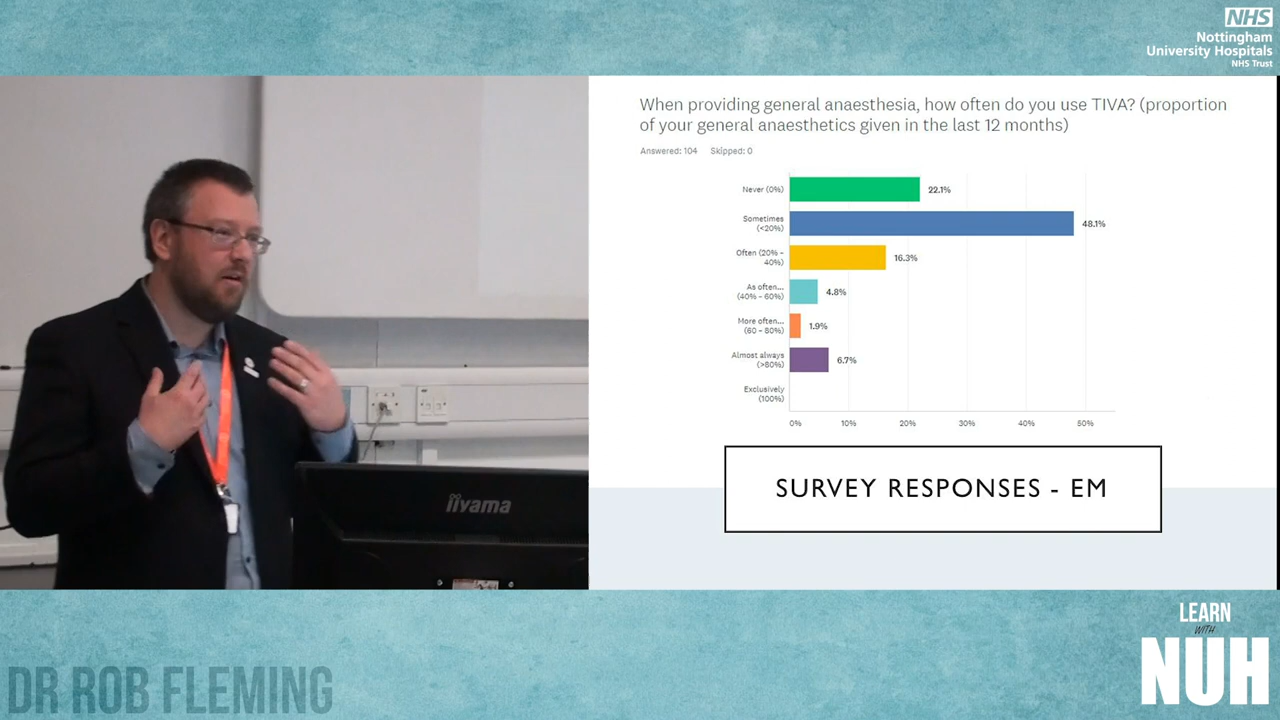 NHS
Nottingham
University Hospitals
NHS Trust
When providing general anaesthesia, how often do you use TIVA? (proportion
of your general anaesthetics given in the last 12 months)
Answered: 104 Skipped: 0
Never (0%) 22.1%
Sometimes
(<20%) 48.1%
Often (20% –
40%) 16.3%
As often...
(40% – 60%) 4.8%
More often...
(60 – 80%) 1.9%
Almost always
(>80%) 6.7%
Exclusively
(100%)
0% 10% 20% 30% 40% 50%
SURVEY RESPONSES - EM
iiyama
DR ROB FLEMING
LEARN
WITH
NUH